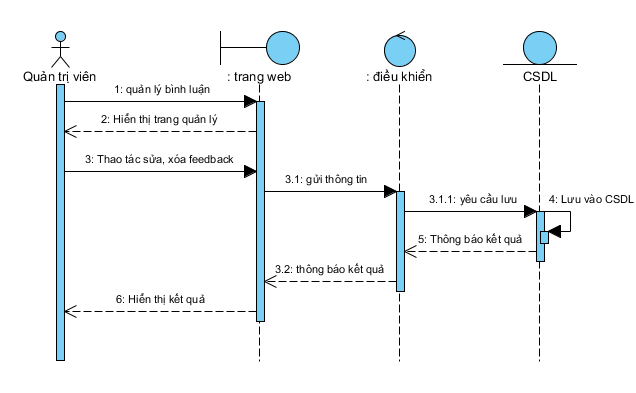 Quản trị viên
: trang web
: điều khiển
CSDL
1: quản lý bình luận
2: Hiển thị trang quản lý
3: Thao tác sửa, xóa feedback
3.1: gửi thông tin
3.1.1: yêu cầu lưu
4: Lưu vào CSDL
5: Thông báo kết quả
3.2: thông báo kết quả
6: Hiển thị kết quả